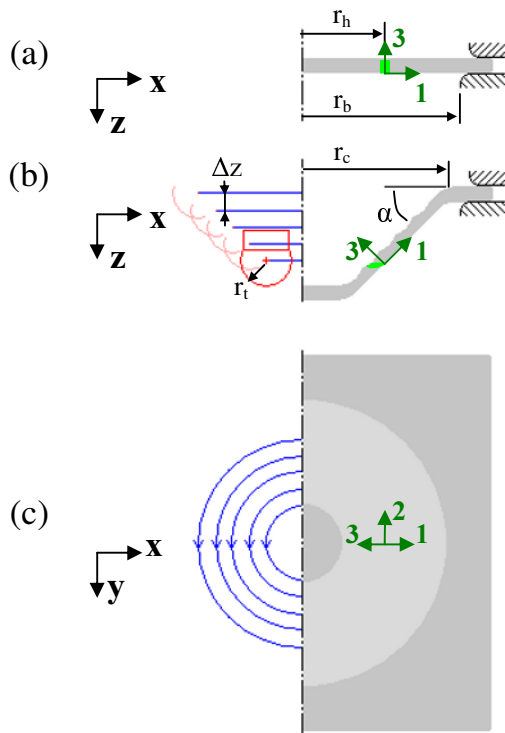 (a)
r_h
3
1
x
z
r_b
(b)
Δz
r_c
x
z
α
3
1
r_t
(c)
x
y
2
3
1